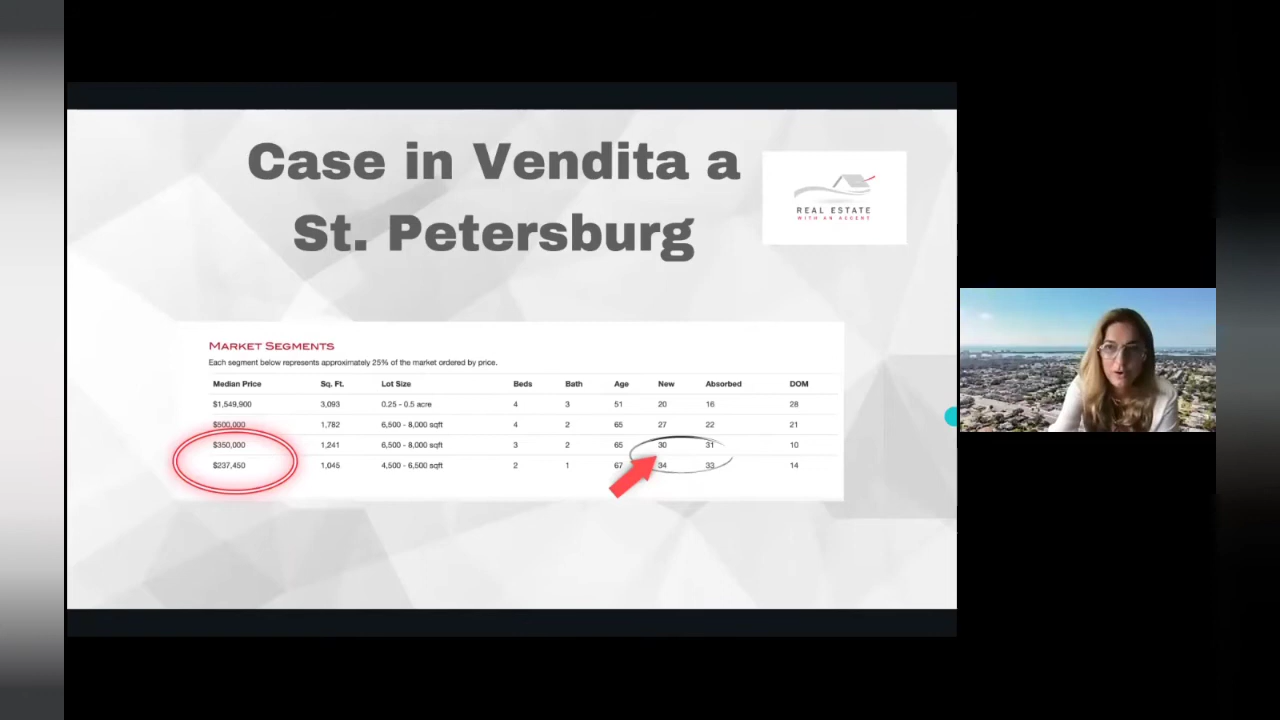 Case in Vendita a
St. Petersburg
REAL ESTATE
WITH AN ACCENT
MARKET SEGMENTS
Each segment below represents approximately 25% of the market ordered by price.
Median Price Sq. Ft. Lot Size Beds Bath Age New Absorbed DOM
$1,549,900 3,093 0.25 - 0.5 acre 4 3 51 20 16 28
$500,000 1,782 6,500 - 8,000 sqft 4 2 65 27 22 21
$350,000 1,241 6,500 - 8,000 sqft 3 2 65 30 31 10
$237,450 1,045 4,500 - 6,500 sqft 2 1 67 34 33 14